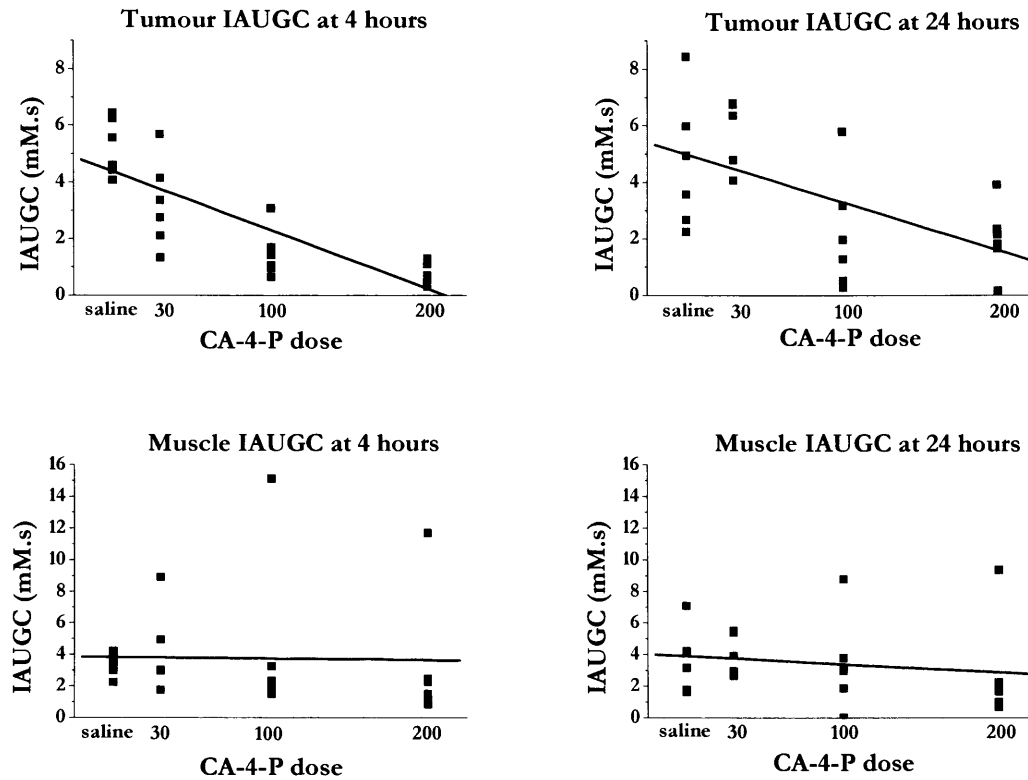 Tumour IAUGC at 4 hours
IAUGC (mM.s)
8
6
4
2
0
saline 30 100 200
CA-4-P dose
Tumour IAUGC at 24 hours
IAUGC (mM.s)
8
6
4
2
0
saline 30 100 200
CA-4-P dose
Muscle IAUGC at 4 hours
IAUGC (mM.s)
16
14
12
10
8
6
4
2
0
saline 30 100 200
CA-4-P dose
Muscle IAUGC at 24 hours
IAUGC (mM.s)
16
14
12
10
8
6
4
2
0
saline 30 100 200
CA-4-P dose